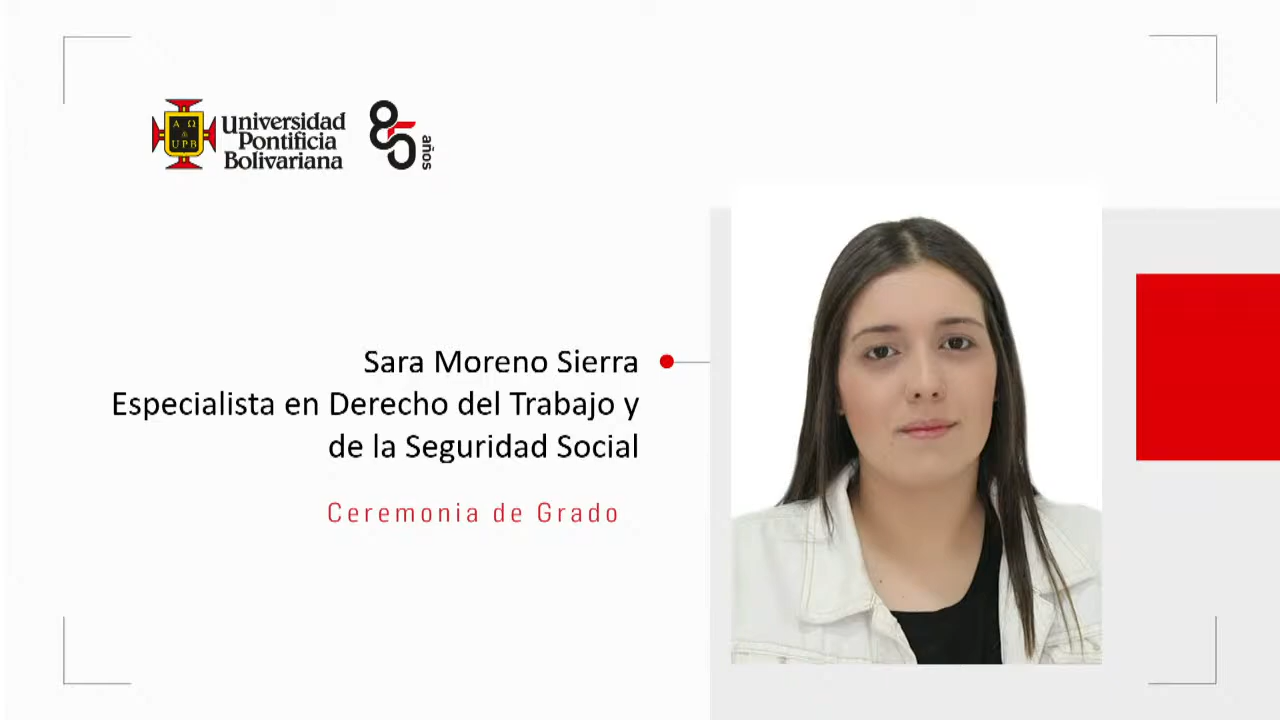 Α Ω
&
UPB
Universidad
Pontificia
Bolivariana
85
años
Sara Moreno Sierra
Especialista en Derecho del Trabajo y
de la Seguridad Social
Ceremonia de Grado